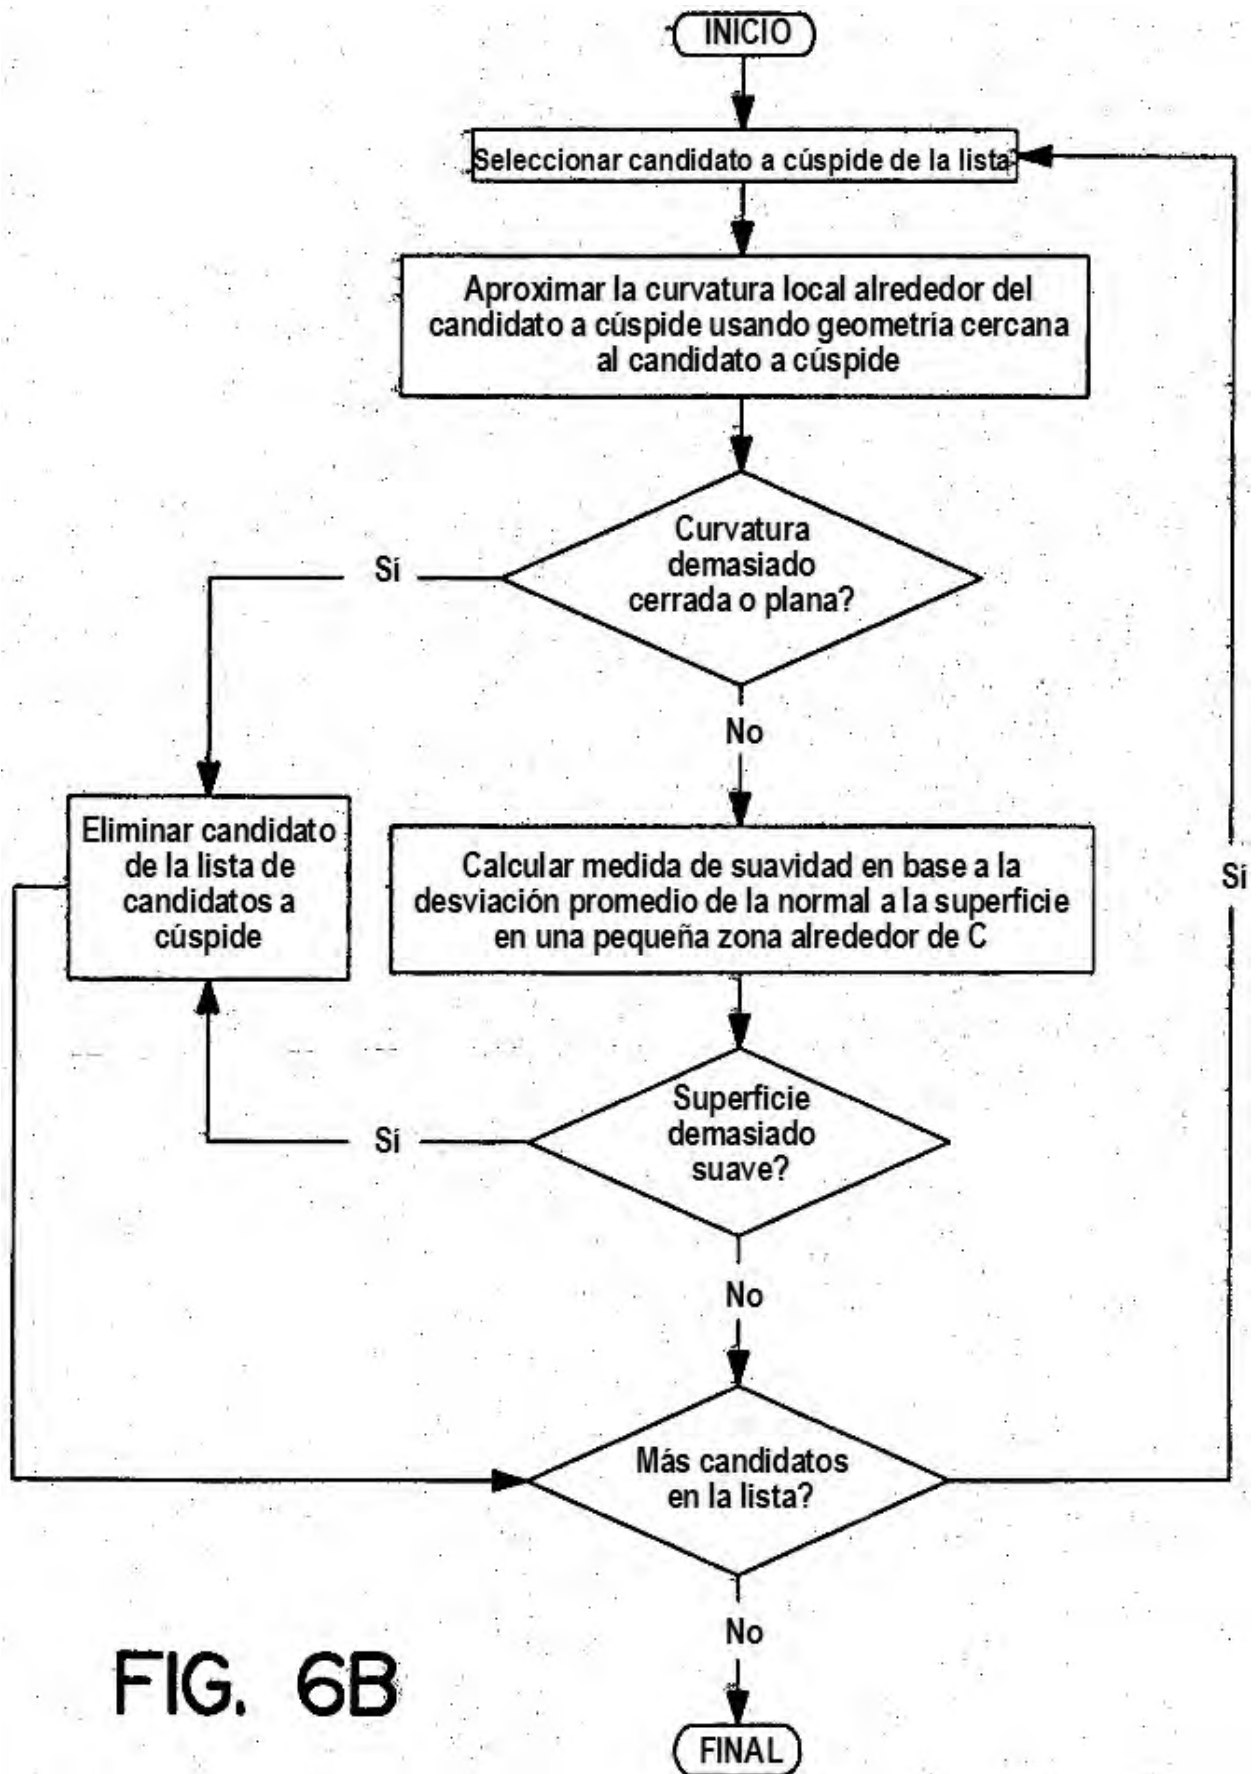 INICIO
Seleccionar candidato a cúspide de la lista
Aproximar la curvatura local alrededor del
candidato a cúspide usando geometría cercana
al candidato a cúspide
Curvatura
demasiado
cerrada o plana?
Sí
No
Eliminar candidato
de la lista de
candidatos a
cúspide
Calcular medida de suavidad en base a la
desviación promedio de la normal a la superficie
en una pequeña zona alrededor de C
Sí
Superficie
demasiado
suave?
Sí
No
Más candidatos
en la lista?
No
FIG. 6B
FINAL